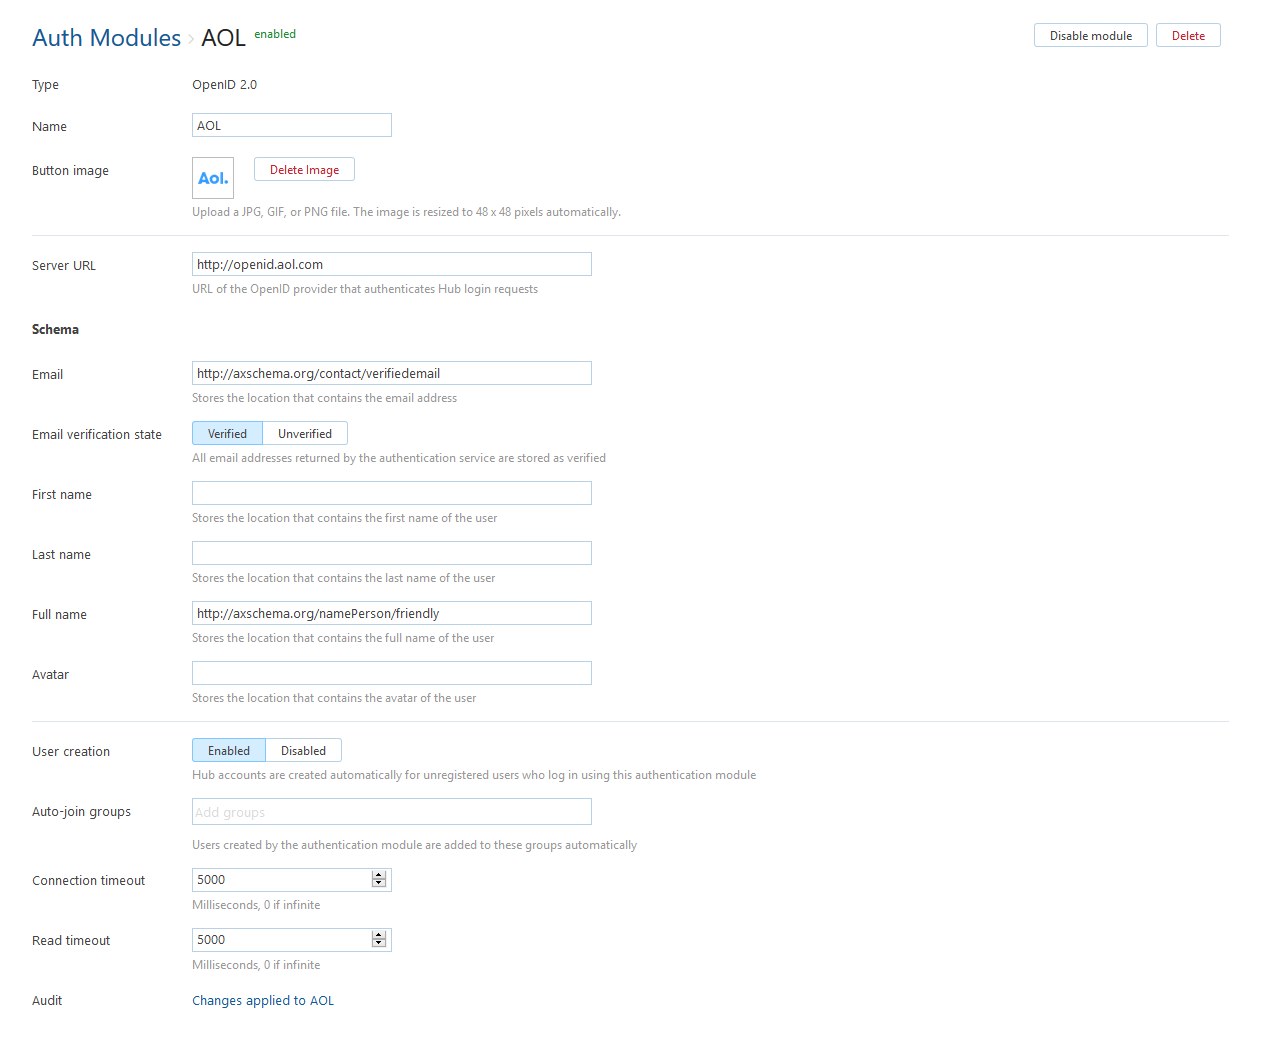 Auth Modules › AOL enabled
Disable module
Delete
Type
OpenID 2.0
Name
AOL
Button image
Aol.
Delete Image
Upload a JPG, GIF, or PNG file. The image is resized to 48 x 48 pixels automatically.
Server URL
http://openid.aol.com
URL of the OpenID provider that authenticates Hub login requests
Schema
Email
http://axschema.org/contact/verifiedemail
Stores the location that contains the email address
Email verification state
Verified
Unverified
All email addresses returned by the authentication service are stored as verified
First name
Stores the location that contains the first name of the user
Last name
Stores the location that contains the last name of the user
Full name
http://axschema.org/namePerson/friendly
Stores the location that contains the full name of the user
Avatar
Stores the location that contains the avatar of the user
User creation
Enabled
Disabled
Hub accounts are created automatically for unregistered users who log in using this authentication module
Auto-join groups
Add groups
Users created by the authentication module are added to these groups automatically
Connection timeout
5000
Milliseconds, 0 if infinite
Read timeout
5000
Milliseconds, 0 if infinite
Audit
Changes applied to AOL